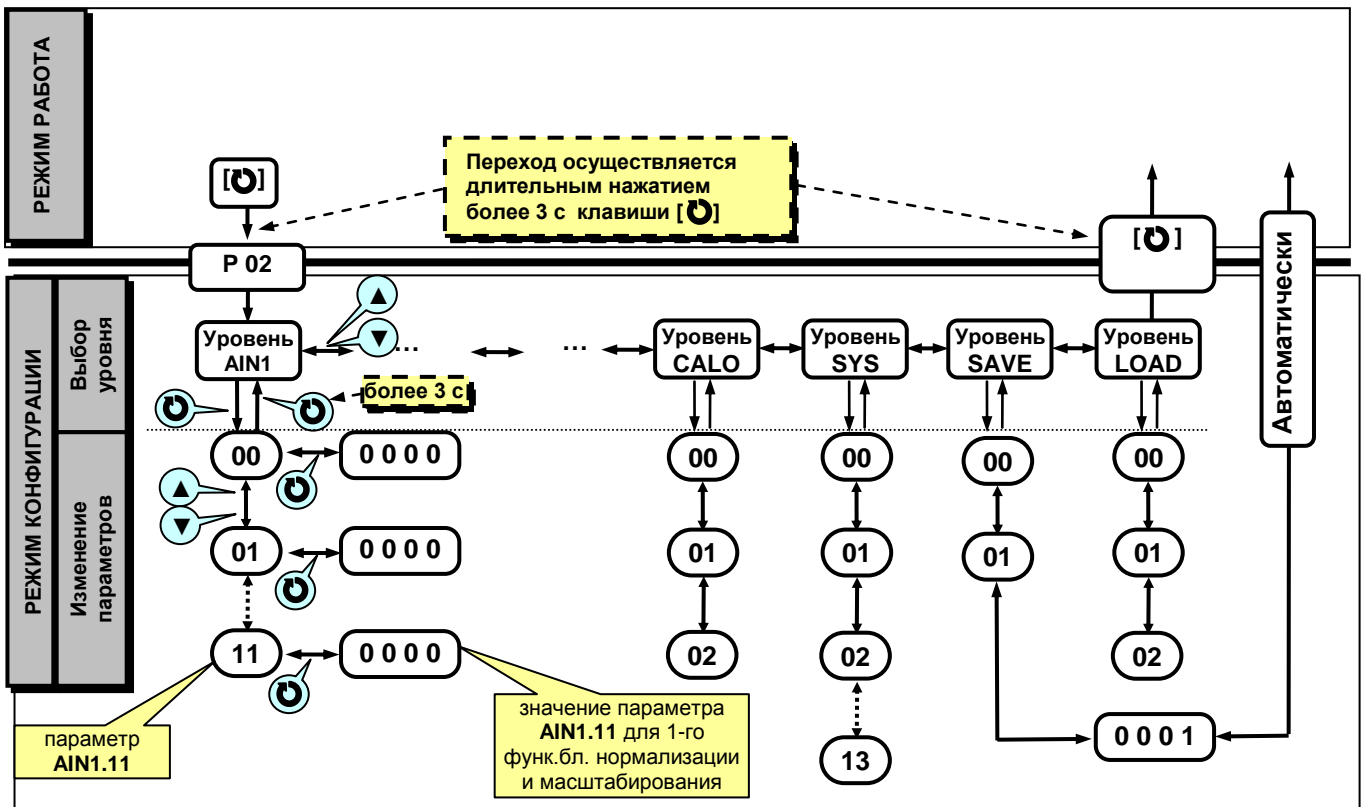 РЕЖИМ РАБОТА
Переход осуществляется
длительным нажатием
более 3 с клавиши [↻]
[↻]
[↻]
P 02
Автоматически
РЕЖИМ КОНФИГУРАЦИИ
Выбор
уровня
▲
▼
Уровень
AIN1
...
...
Уровень
CALO
Уровень
SYS
Уровень
SAVE
Уровень
LOAD
↻
↻
более 3 с
Изменение
параметров
00
0 0 0 0
00
00
00
00
↻
▲
▼
01
0 0 0 0
01
01
01
01
↻
11
0 0 0 0
02
02
02
↻
параметр
AIN1.11
значение параметра
AIN1.11 для 1-го
функ.бл. нормализации
и масштабирования
13
0 0 0 1